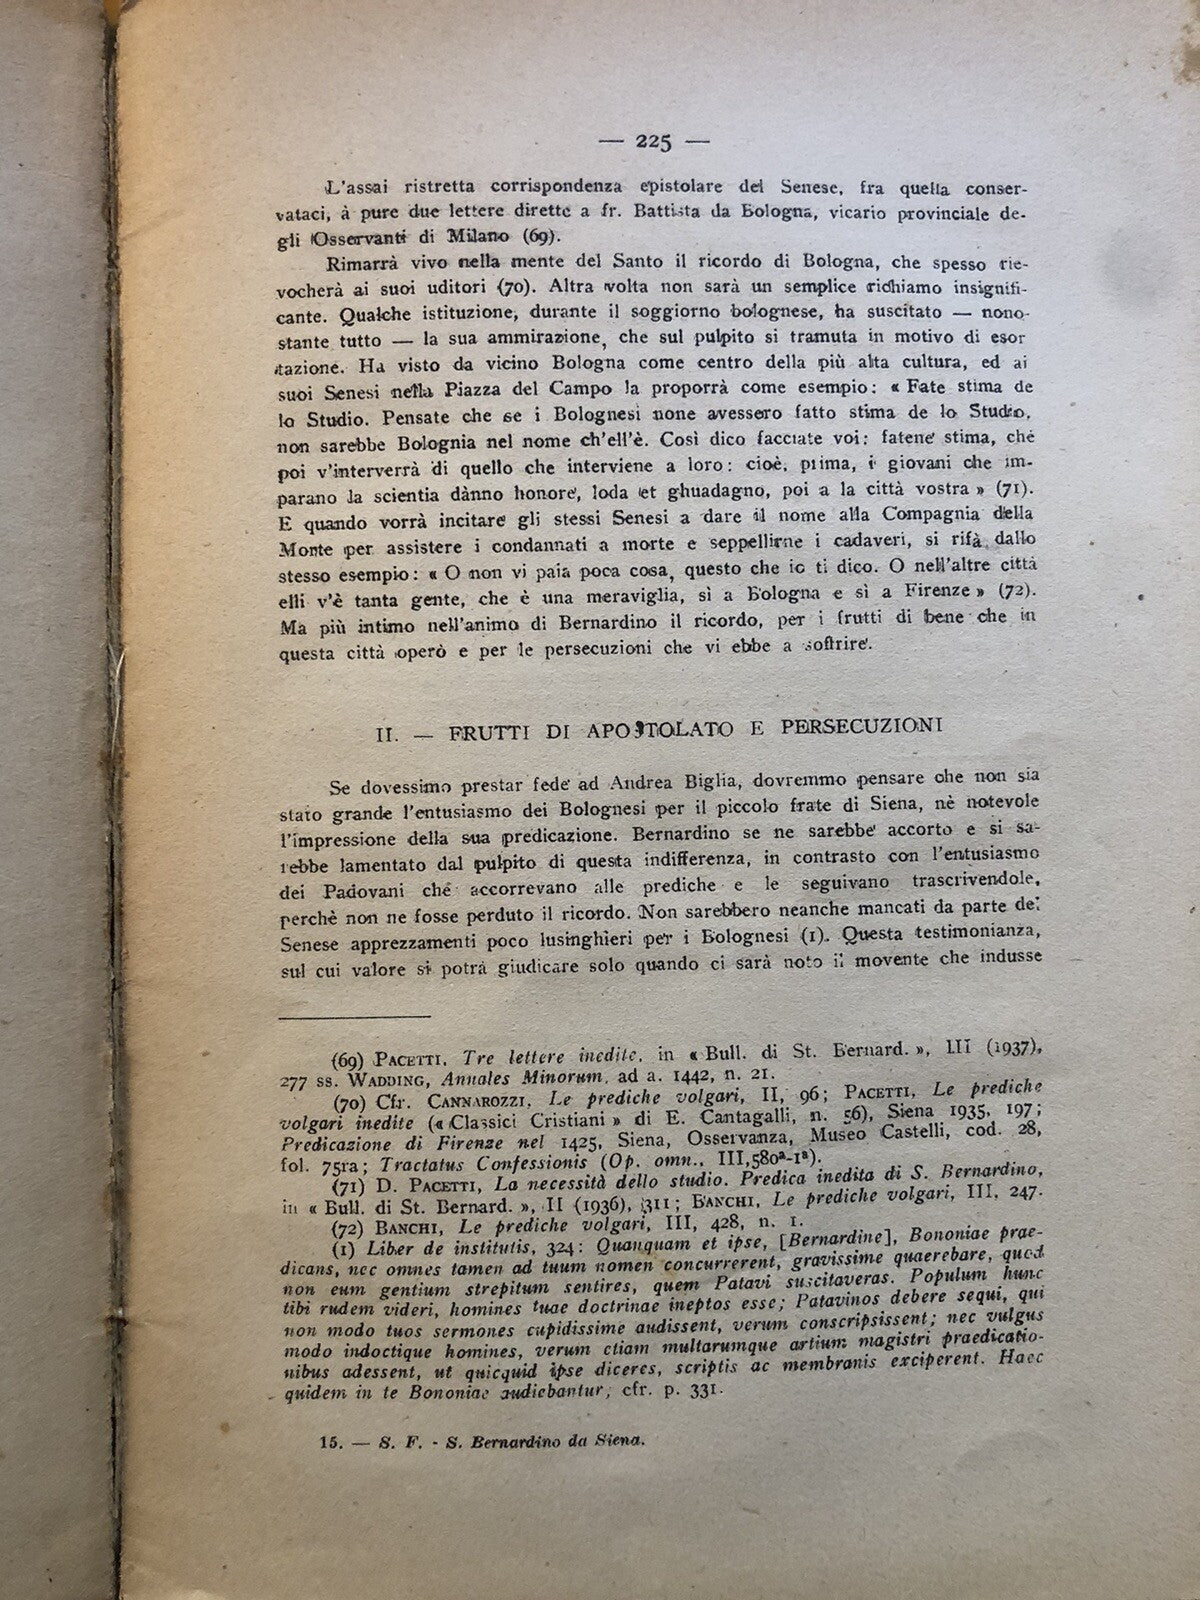 — 225 —
L'assai ristretta corrispondenza epistolare del Senese, fra quella conser-
vataci, à pure due lettere dirette a fr. Battista da Bologna, vicario provinciale de-
gli Osservanti di Milano (69).
Rimarrà vivo nella mente del Santo il ricordo di Bologna, che spesso rie-
vocherà ai suoi uditori (70). Altra volta non sarà un semplice richiamo insignifi-
cante. Qualche istituzione, durante il soggiorno bolognese, ha suscitato — nono-
stante tutto — la sua ammirazione, che sul pulpito si tramuta in motivo di esor
tazione. Ha visto da vicino Bologna come centro della più alta cultura, ed ai
suoi Senesi nella Piazza del Campo la proporrà come esempio: « Fate stima de
lo Studio. Pensate che se i Bolognesi none avessero fatto stima de lo Studio,
non sarebbe Bolognia nel nome ch'ell'è. Così dico facciate voi: fatene stima, chè
poi v'interverrà di quello che interviene a loro: cioè, prima, i giovani che im-
parano la scientia dànno honore, loda et ghuadagno, poi a la città vostra » (71).
E quando vorrà incitare gli stessi Senesi a dare il nome alla Compagnia della
Morte per assistere i condannati a morte e seppellirne i cadaveri, si rifà dallo
stesso esempio: « O non vi paia poca cosa, questo che io ti dico. O nell'altre città
elli v'è tanta gente, che è una meraviglia, sì a Bologna e sì a Firenze » (72).
Ma più intimo nell'animo di Bernardino il ricordo, per i frutti di bene che in
questa città operò e per le persecuzioni che vi ebbe a soffrire.
II. — FRUTTI DI APOSTOLATO E PERSECUZIONI
Se dovessimo prestar fede ad Andrea Biglia, dovremmo pensare che non sia
stato grande l'entusiasmo dei Bolognesi per il piccolo frate di Siena, nè notevole
l'impressione della sua predicazione. Bernardino se ne sarebbe accorto e si sa-
rebbe lamentato dal pulpito di questa indifferenza, in contrasto con l'entusiasmo
dei Padovani che accorrevano alle prediche e le seguivano trascrivendole,
perchè non ne fosse perduto il ricordo. Non sarebbero neanche mancati da parte del
Senese apprezzamenti poco lusinghieri per i Bolognesi (1). Questa testimonianza,
sul cui valore si potrà giudicare solo quando ci sarà noto il movente che indusse
(69) PACETTI, Tre lettere inedite, in « Bull. di St. Bernard. », III (1937),
277 ss. WADDING, Annales Minorum, ad a. 1442, n. 21.
(70) Cfr. CANNAROZZI, Le prediche volgari, II, 96; PACETTI, Le prediche
volgari inedite (« Classici Cristiani » di E. Cantagalli, n. 56), Siena 1935, 197;
Predicazione di Firenze nel 1425, Siena, Osservanza, Museo Castelli, cod. 28,
fol. 751a; Tractatus Confessionis (Op. omn., III,580ª-1ª).
(71) D. PACETTI, La necessità dello studio. Predica inedita di S. Bernardino,
in « Bull. di St. Bernard. », II (1936), 311; BANCHI, Le prediche volgari, III, 247.
(72) BANCHI, Le prediche volgari, III, 428, n. 1.
(1) Liber de institutis, 324: Quanquam et ipse, [Bernardine], Bononiae prae-
dicans, nec omnes tamen ad tuum nomen concurrerent, gravissime quaerebare, quod
non eum gentium strepitum sentires, quem Patavi suscitaveras. Populum hunc
tibi rudem videri, homines tuae doctrinae ineptos esse; Patavinos debere sequi, qui
non modo tuos sermones cupidissime audissent, verum conscripsissent; nec vulgus
modo indoctique homines, verum etiam multarumque artium magistri praedicatio-
nibus adessent, ut quicquid ipse diceres, scriptis ac membranis exciperent. Haec
quidem in te Bononiae audiebantur; cfr. p. 331.
15. — S. F. - S. Bernardino da Siena.